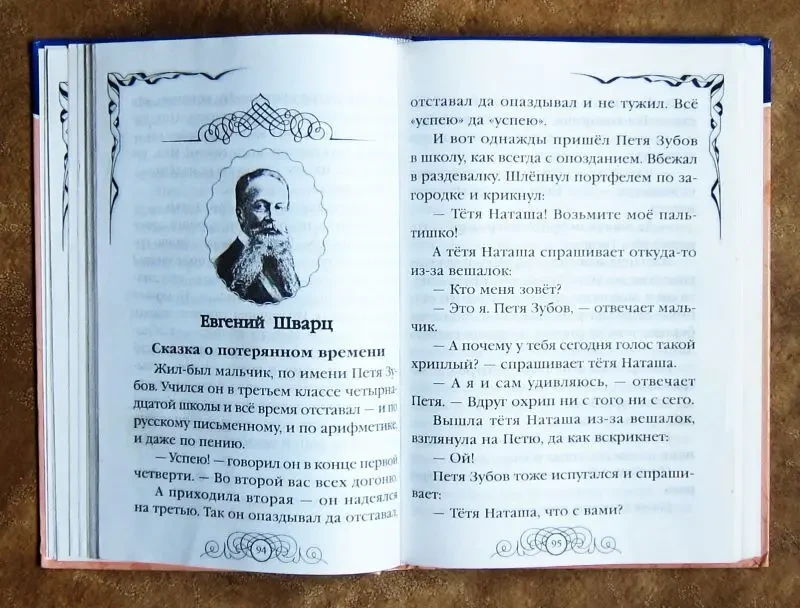 Евгений Шварц
Сказка о потерянном времени
Жил-был мальчик, по имени Петя Зу-
бов. Учился он в третьем классе четырна-
дцатой школы и всё время отставал — и по
русскому письменному, и по арифметике,
и даже по пению.
— Успею! — говорил он в конце первой
четверти. — Во второй вас всех догоню.
А приходила вторая — он надеялся
на третью. Так он опаздывал да отставал,
94
отставал да опаздывал и не тужил. Всё
«успею» да «успею».
И вот однажды пришёл Петя Зубов
в школу, как всегда с опозданием. Вбежал
в раздевалку. Шлёпнул портфелем по за-
городке и крикнул:
— Тётя Наташа! Возьмите моё паль-
тишко!
А тётя Наташа спрашивает откуда-то
из-за вешалок:
— Кто меня зовёт?
— Это я. Петя Зубов, — отвечает маль-
чик.
— А почему у тебя сегодня голос такой
хриплый? — спрашивает тётя Наташа.
— А я и сам удивляюсь, — отвечает
Петя. — Вдруг охрип ни с того ни с сего.
Вышла тётя Наташа из-за вешалок,
взглянула на Петю, да как вскрикнет:
— Ой!
Петя Зубов тоже испугался и спраши-
вает:
— Тётя Наташа, что с вами?
95